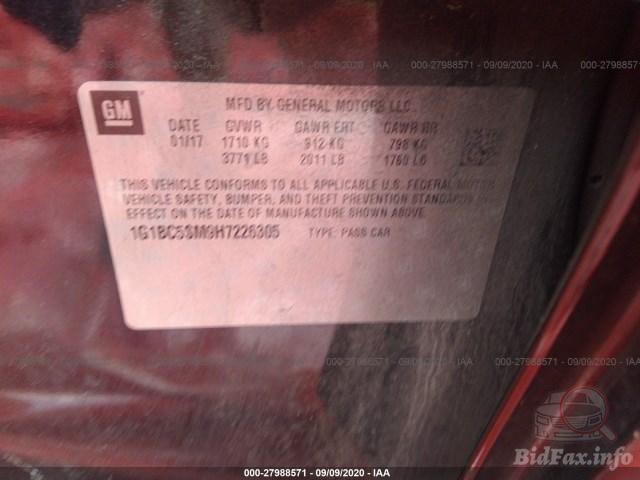 000-27988571 - 09/09/2020 - IAA
GM
MFD BY GENERAL MOTORS LLC.
DATE GVWR GAWR FRT GAWR RR
01/17 1710 KG 912 KG 798 KG
3771 LB 2011 LB 1760 LB
THIS VEHICLE CONFORMS TO ALL APPLICABLE U.S. FEDERAL MOTOR
VEHICLE SAFETY, BUMPER, AND THEFT PREVENTION STANDARDS IN
EFFECT ON THE DATE OF MANUFACTURE SHOWN ABOVE.
1G1BC5SM9H7226305 TYPE: PASS CAR
000-27988571 - 09/09/2020 - IAA
000-27988571 - 09/09/2020 - IAA
BidFax.info
000-27988571 - 09/09/2020 - IAA